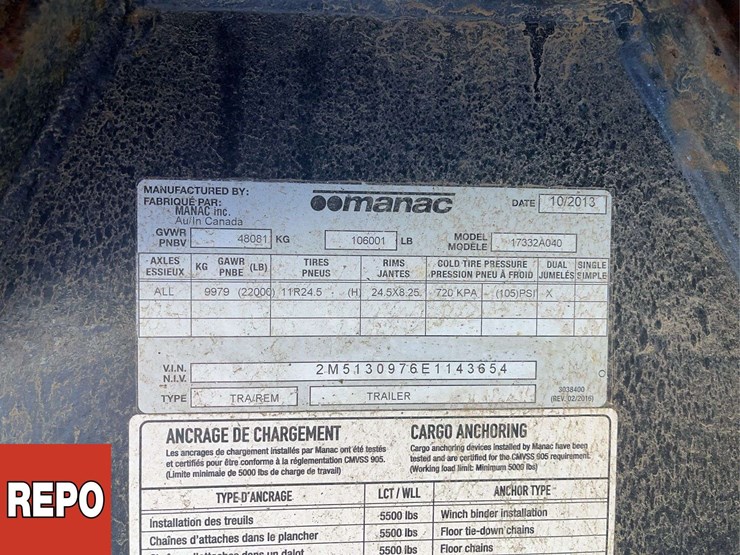 MANUFACTURED BY:
FABRIQUÉ PAR:
MANAC inc.
Au/In Canada
manac
DATE 10/2013
GVWR
PNBV 48081 KG 106001 LB MODEL
MODÈLE 17332A040
AXLES
ESSIEUX KG GAWR
PNBE (LB) TIRES
PNEUS RIMS
JANTES COLD TIRE PRESSURE
PRESSION PNEU À FROID DUAL
JUMELÉS SINGLE
SIMPLE
ALL 9979 (22000) 11R24.5 - (H) 24.5X8.25 720 KPA (105)PSI X
V.I.N.
N.I.V. 2M5130976E1143654
TYPE TRA/REM TRAILER
3038400
(REV. 02/2016)
ANCRAGE DE CHARGEMENT
Les ancrages de chargement installés par Manac ont été testés
et certifiés pour être conforme à la réglementation CMVSS 905.
(Limite minimale de 5000 lbs de charge de travail)
CARGO ANCHORING
Cargo anchoring devices installed by Manac have been
tested and are certified for the CMVSS 905 requirement.
(Working load limit: Minimum 5000 lbs)
TYPE D'ANCRAGE LCT / WLL ANCHOR TYPE
Installation des treuils 5500 lbs Winch binder installation
Chaînes d'attaches dans le plancher 5500 lbs Floor tie-down chains
d'attaches dans un dalot 5500 lbs Floor chains
REPO